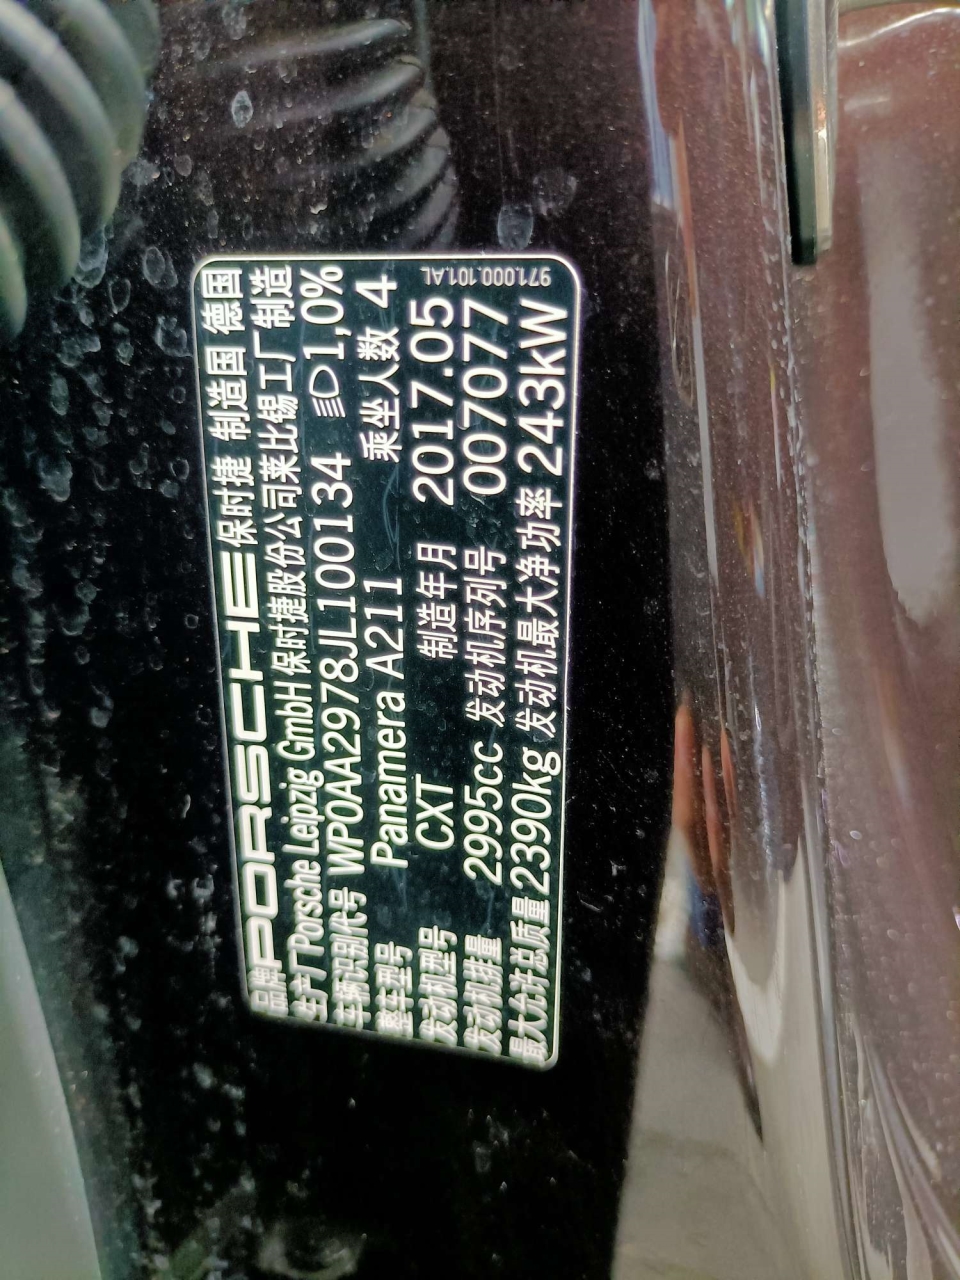 品牌 PORSCHE 保时捷 制造国 德国
生产厂 Porsche Leipzig GmbH 保时捷股份公司莱比锡工厂制造
车辆识别代号 WP0AA2978JL100134 1,0%
整车型号 Panamera A211 乘坐人数 4
发动机型号 CXT 制造年月 2017.05
发动机排量 2995cc 发动机序列号 007077
最大允许总质量 2390kg 发动机最大净功率 243kW
971.000.101.AL